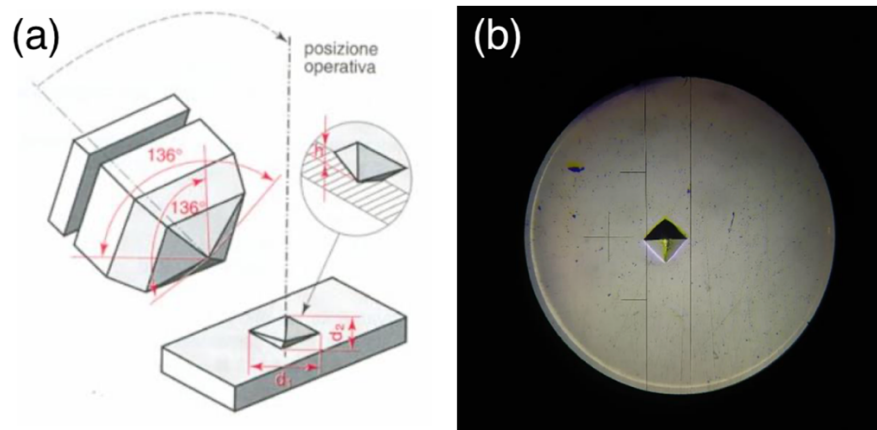 (a)
posizione
operativa
136°
136°
h
d₂
d₁
(b)